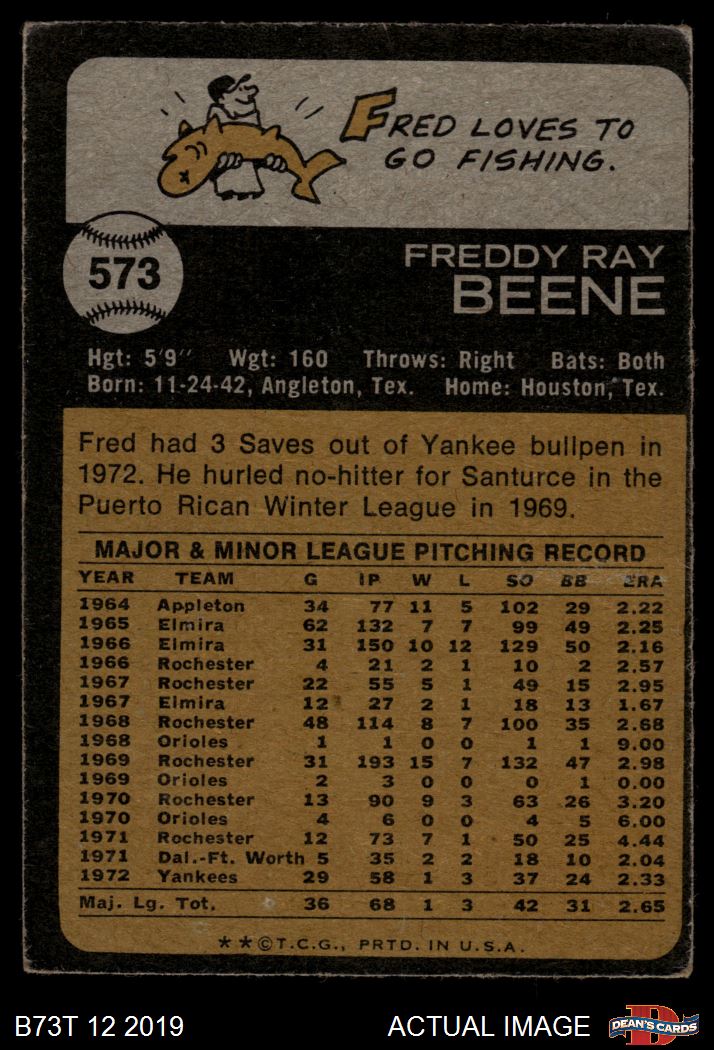 FRED LOVES TO
GO FISHING.
573
FREDDY RAY
BEENE
Hgt: 5'9" Wgt: 160 Throws: Right Bats: Both
Born: 11-24-42, Angleton, Tex. Home: Houston, Tex.
Fred had 3 Saves out of Yankee bullpen in
1972. He hurled no-hitter for Santurce in the
Puerto Rican Winter League in 1969.
MAJOR & MINOR LEAGUE PITCHING RECORD
YEAR TEAM G IP W L SO BB ERA
1964 Appleton 34 77 11 5 102 29 2.22
1965 Elmira 62 132 7 7 99 49 2.25
1966 Elmira 31 150 10 12 129 50 2.16
1966 Rochester 4 21 2 1 10 2 2.57
1967 Rochester 22 55 5 1 49 15 2.95
1967 Elmira 12 27 2 1 18 13 1.67
1968 Rochester 48 114 8 7 100 35 2.68
1968 Orioles 1 1 0 0 1 1 9.00
1969 Rochester 31 193 15 7 132 47 2.98
1969 Orioles 2 3 0 0 0 1 0.00
1970 Rochester 13 90 9 3 63 26 3.20
1970 Orioles 4 6 0 0 4 5 6.00
1971 Rochester 12 73 7 1 50 25 4.44
1971 Dal.-Ft. Worth 5 35 2 2 18 10 2.04
1972 Yankees 29 58 1 3 37 24 2.33
Maj. Lg. Tot. 36 68 1 3 42 31 2.65
**©T.C.G., PRTD. IN U.S.A.
B73T 12 2019 ACTUAL IMAGE
DEAN'S CARDS